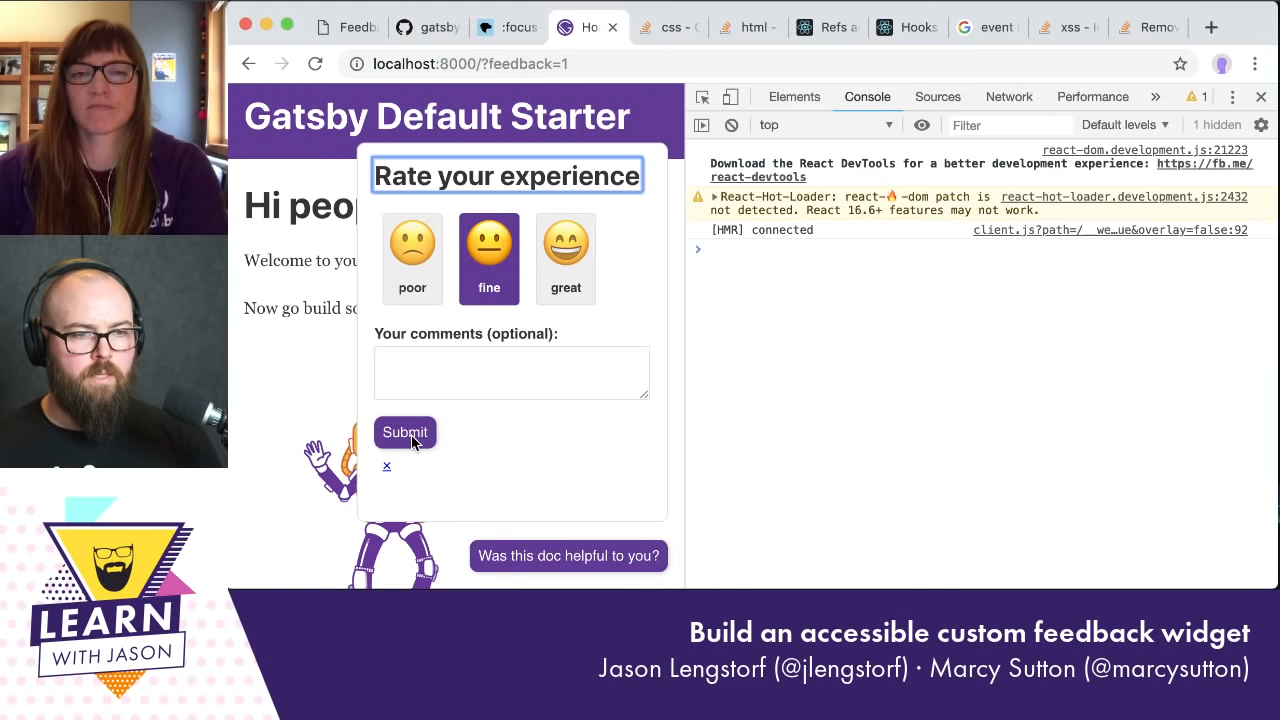 Feedb
gatsby
:focus
Ho
css - 
html -
Refs a
Hooks
event
xss - I
Remov
localhost:8000/?feedback=1
Gatsby Default Starter
Rate your experience
Hi peop
poor
fine
great
Welcome to you
Now go build so
Your comments (optional):
Submit
×
Was this doc helpful to you?
Elements
Console
Sources
Network
Performance
»
1
top
Filter
Default levels
1 hidden
react-dom.development.js:21223
Download the React DevTools for a better development experience: https://fb.me/
react-devtools
React-Hot-Loader: react-🔥-dom patch is react-hot-loader.development.js:2432
not detected. React 16.6+ features may not work.
[HMR] connected client.js?path=/__we…ue&overlay=false:92
LEARN
WITH JASON
Build an accessible custom feedback widget
Jason Lengstorf (@jlengstorf) · Marcy Sutton (@marcysutton)